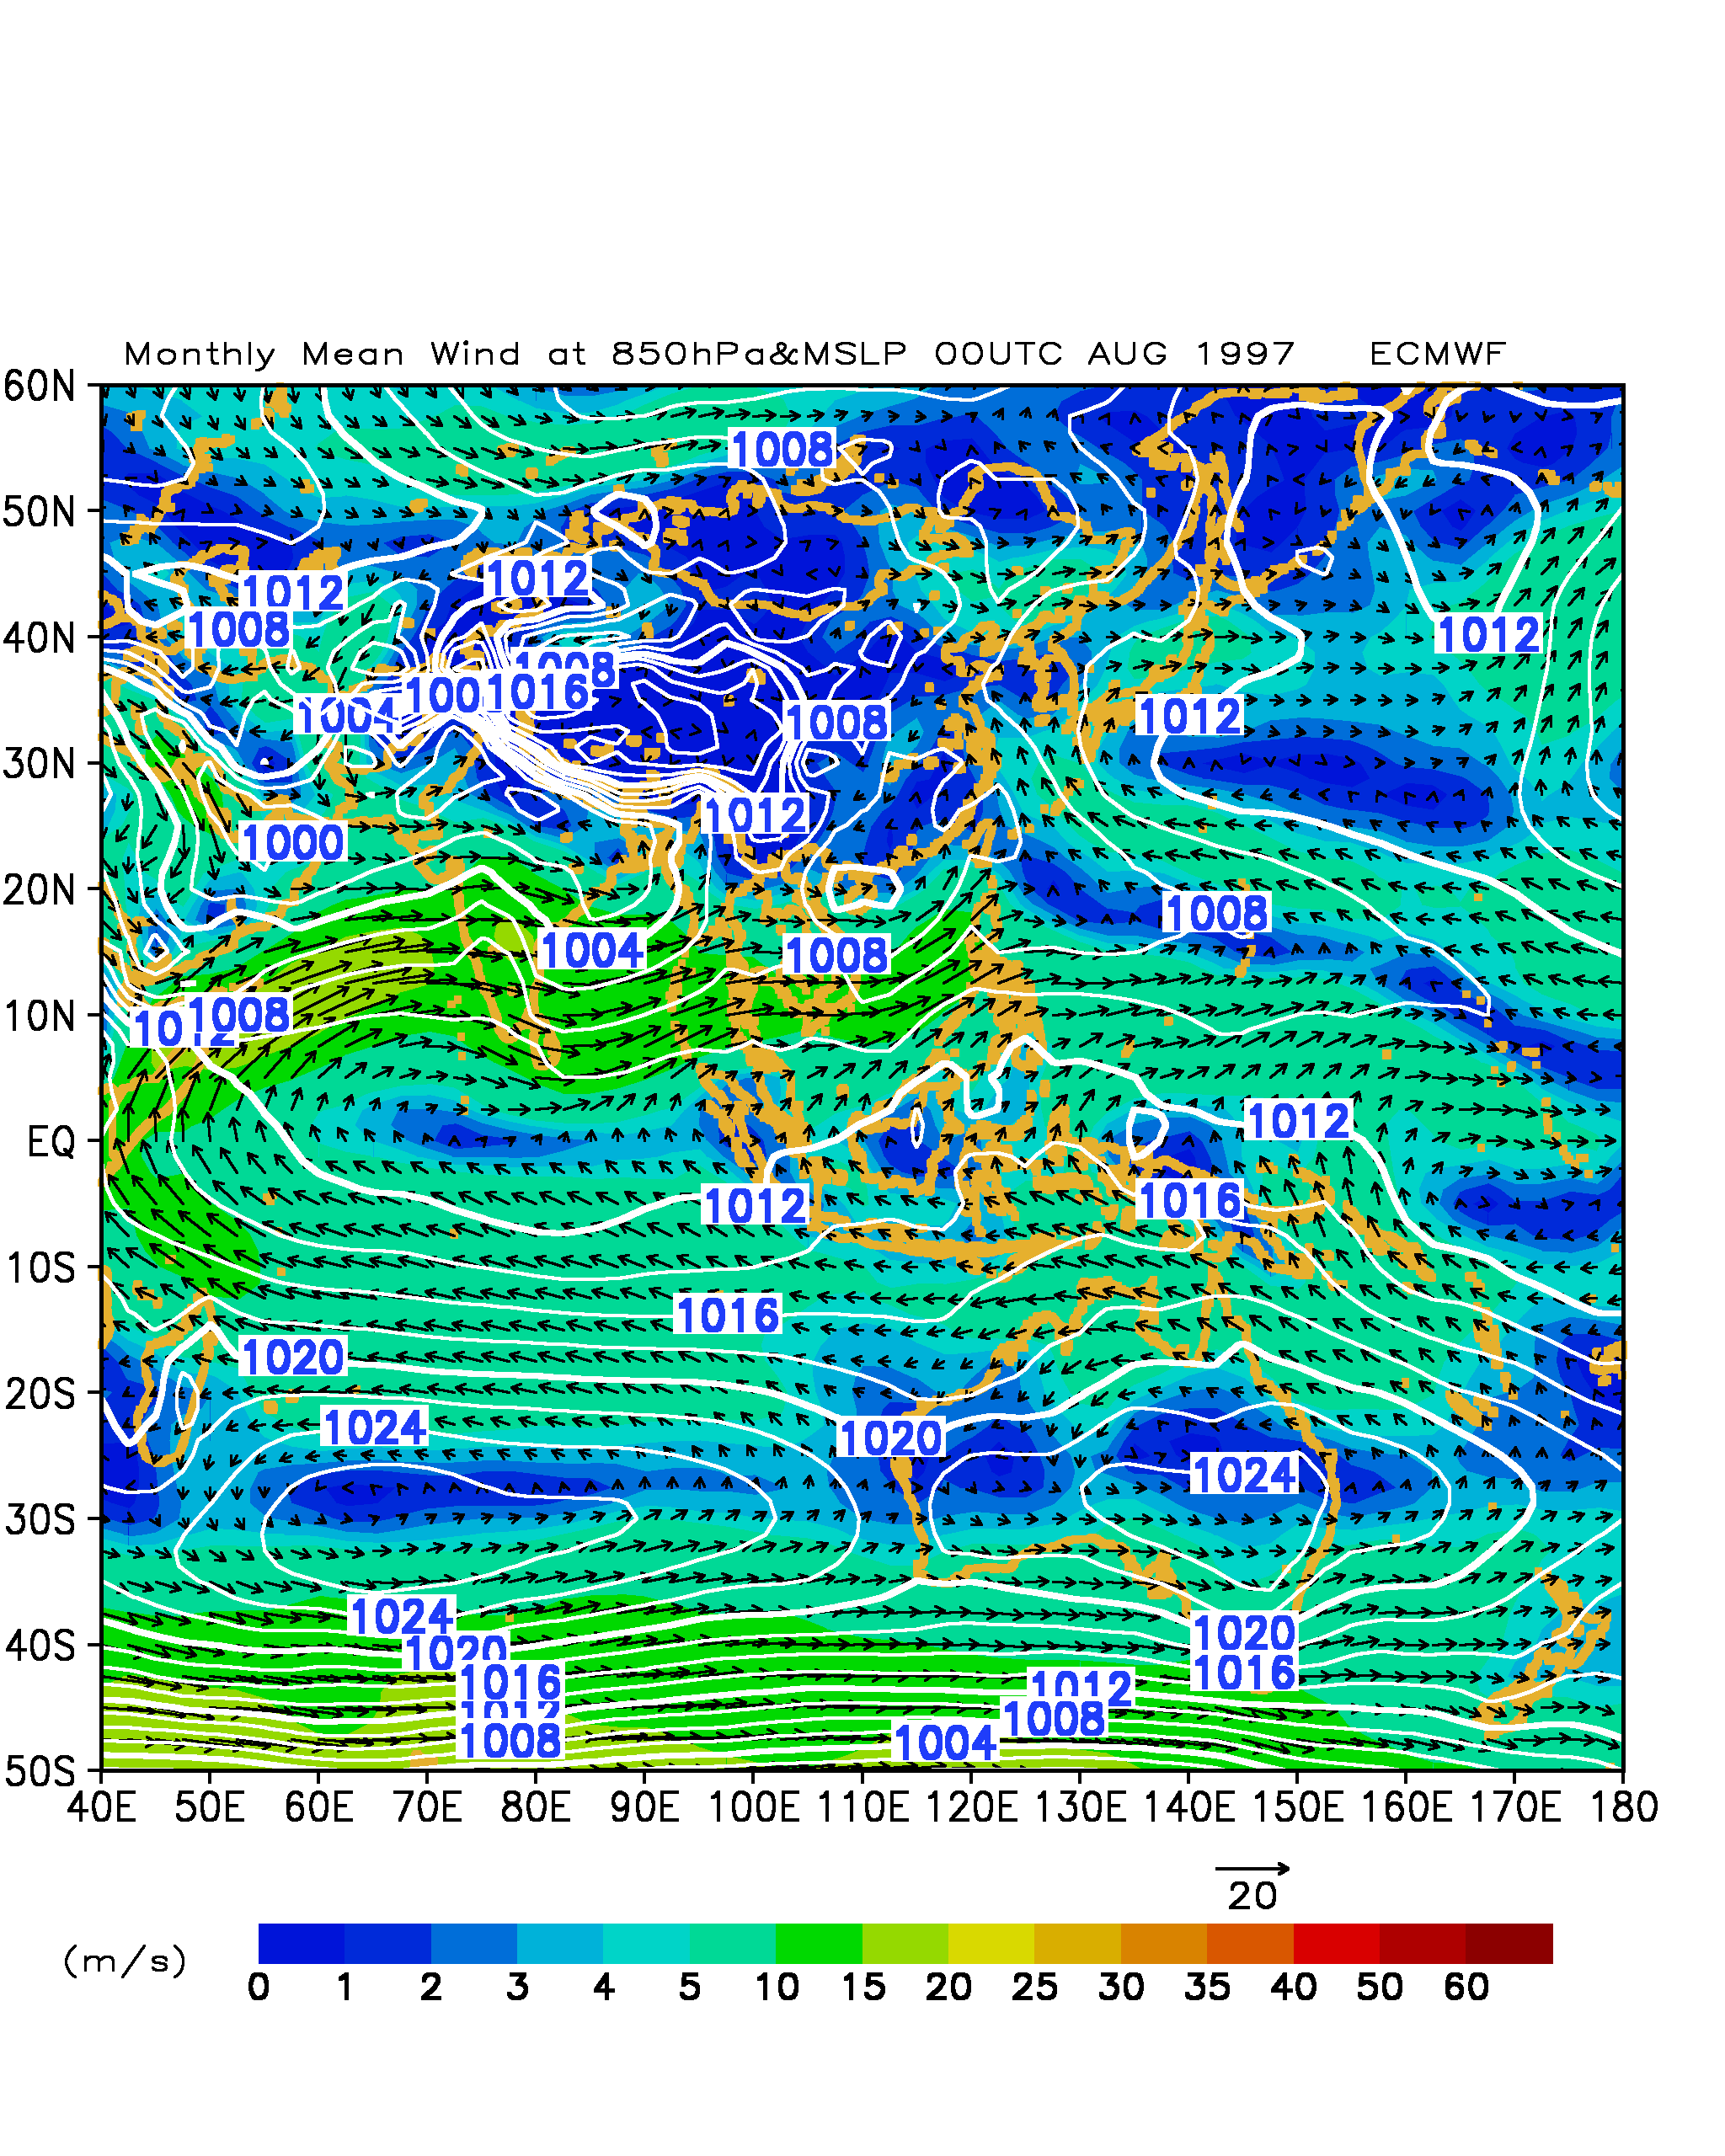 Monthly Mean Wind at 850hPa&MSLP 00UTC AUG 1997 ECMWF
60N
1008
50N
1012
1012
1008
40N
1012
1008
1016
1004
1008
1012
30N
1012
1000
20N
1008
1004
1008
10N
1008
1012
1012
EQ
1012
1016
10S
1016
1020
20S
1024
1020
1024
30S
1024
1020
40S
1020
1016
1016
1012
1012
1008
1008
1004
50S
40E 50E 60E 70E 80E 90E 100E 110E 120E 130E 140E 150E 160E 170E 180
20
(m/s)
0 1 2 3 4 5 10 15 20 25 30 35 40 50 60